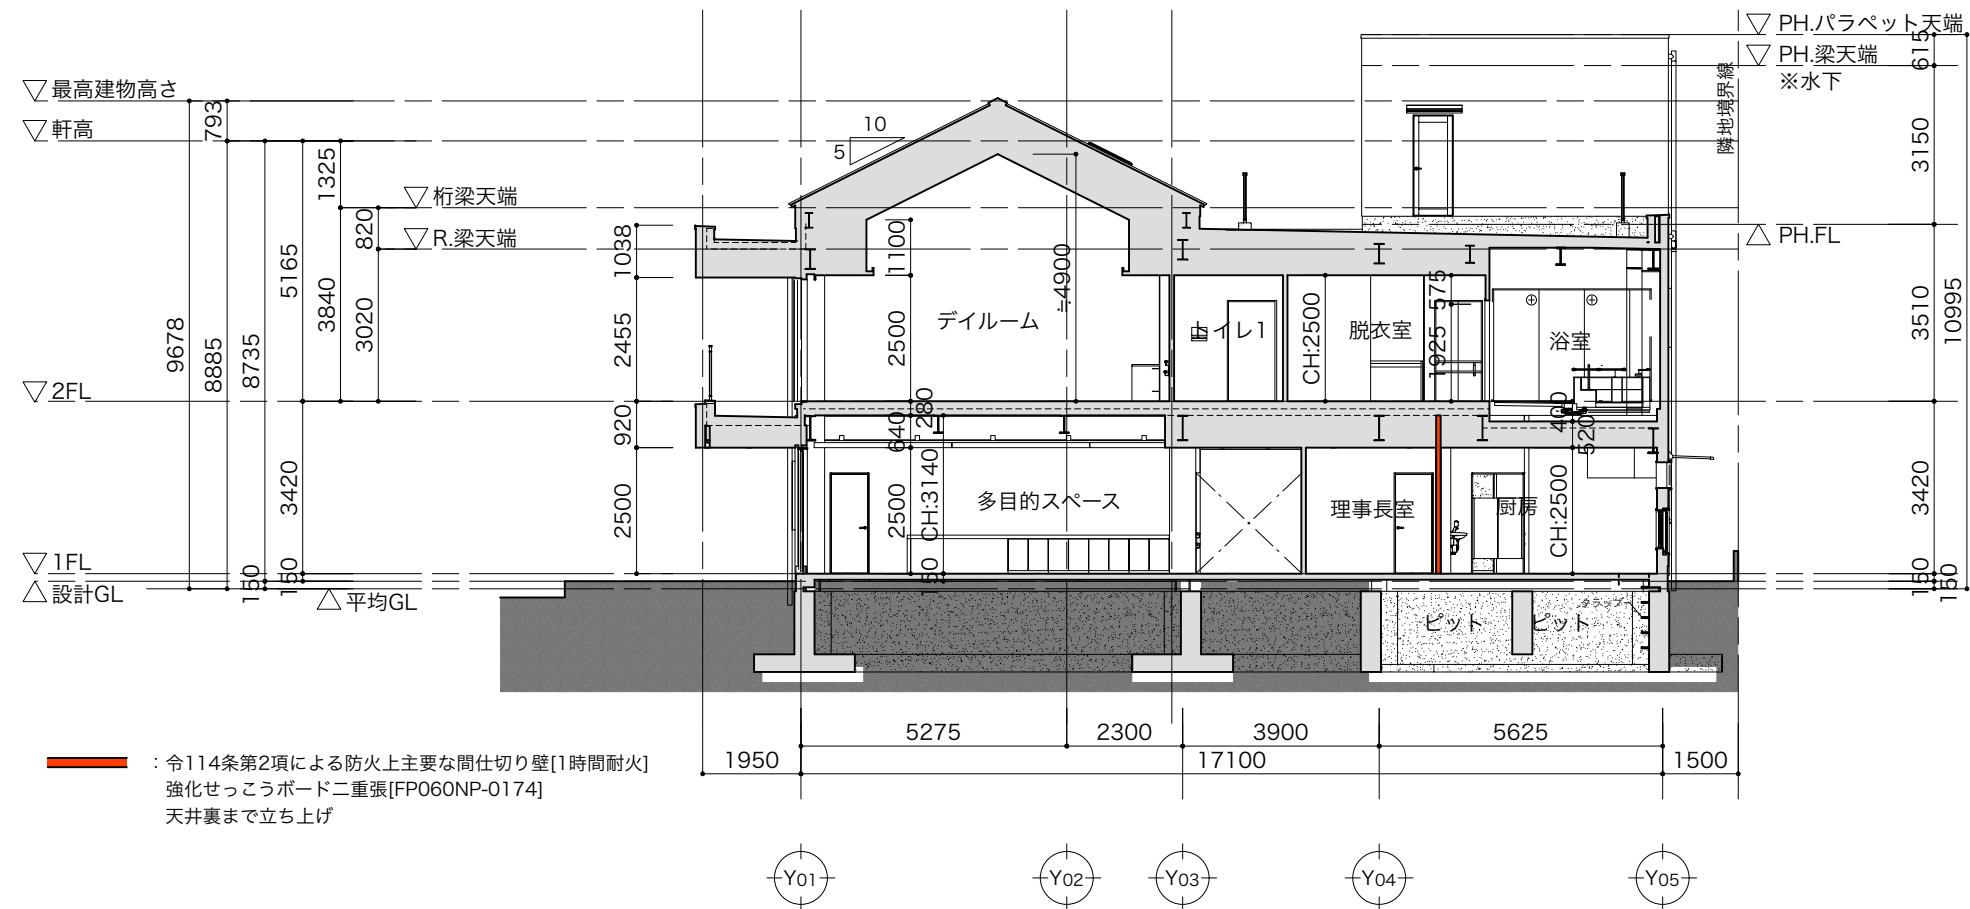 PH.パラペット天端
PH.梁天端
※水下
615
隣地境界線
最高建物高さ
793
軒高
10
5
3150
1325
桁梁天端
820
R.梁天端
PH.FL
1038
1100
≒4900
5165
3840
3020
9678
8885
8735
2455
デイルーム
2500
トイレ1
CH:2500
脱衣室
575
1925
浴室
3510
10995
2FL
920
280
640
400
520
3420
2500
多目的スペース
2500
CH:3140
理事長室
厨房
CH:2500
3420
1FL
設計GL
150
150
平均GL
50
150
150
タラップ
ピット
ピット
5275
2300
3900
5625
1950
17100
1500
：令114条第2項による防火上主要な間仕切り壁[1時間耐火]
強化せっこうボード二重張[FP060NP-0174]
天井裏まで立ち上げ
Y01
Y02
Y03
Y04
Y05